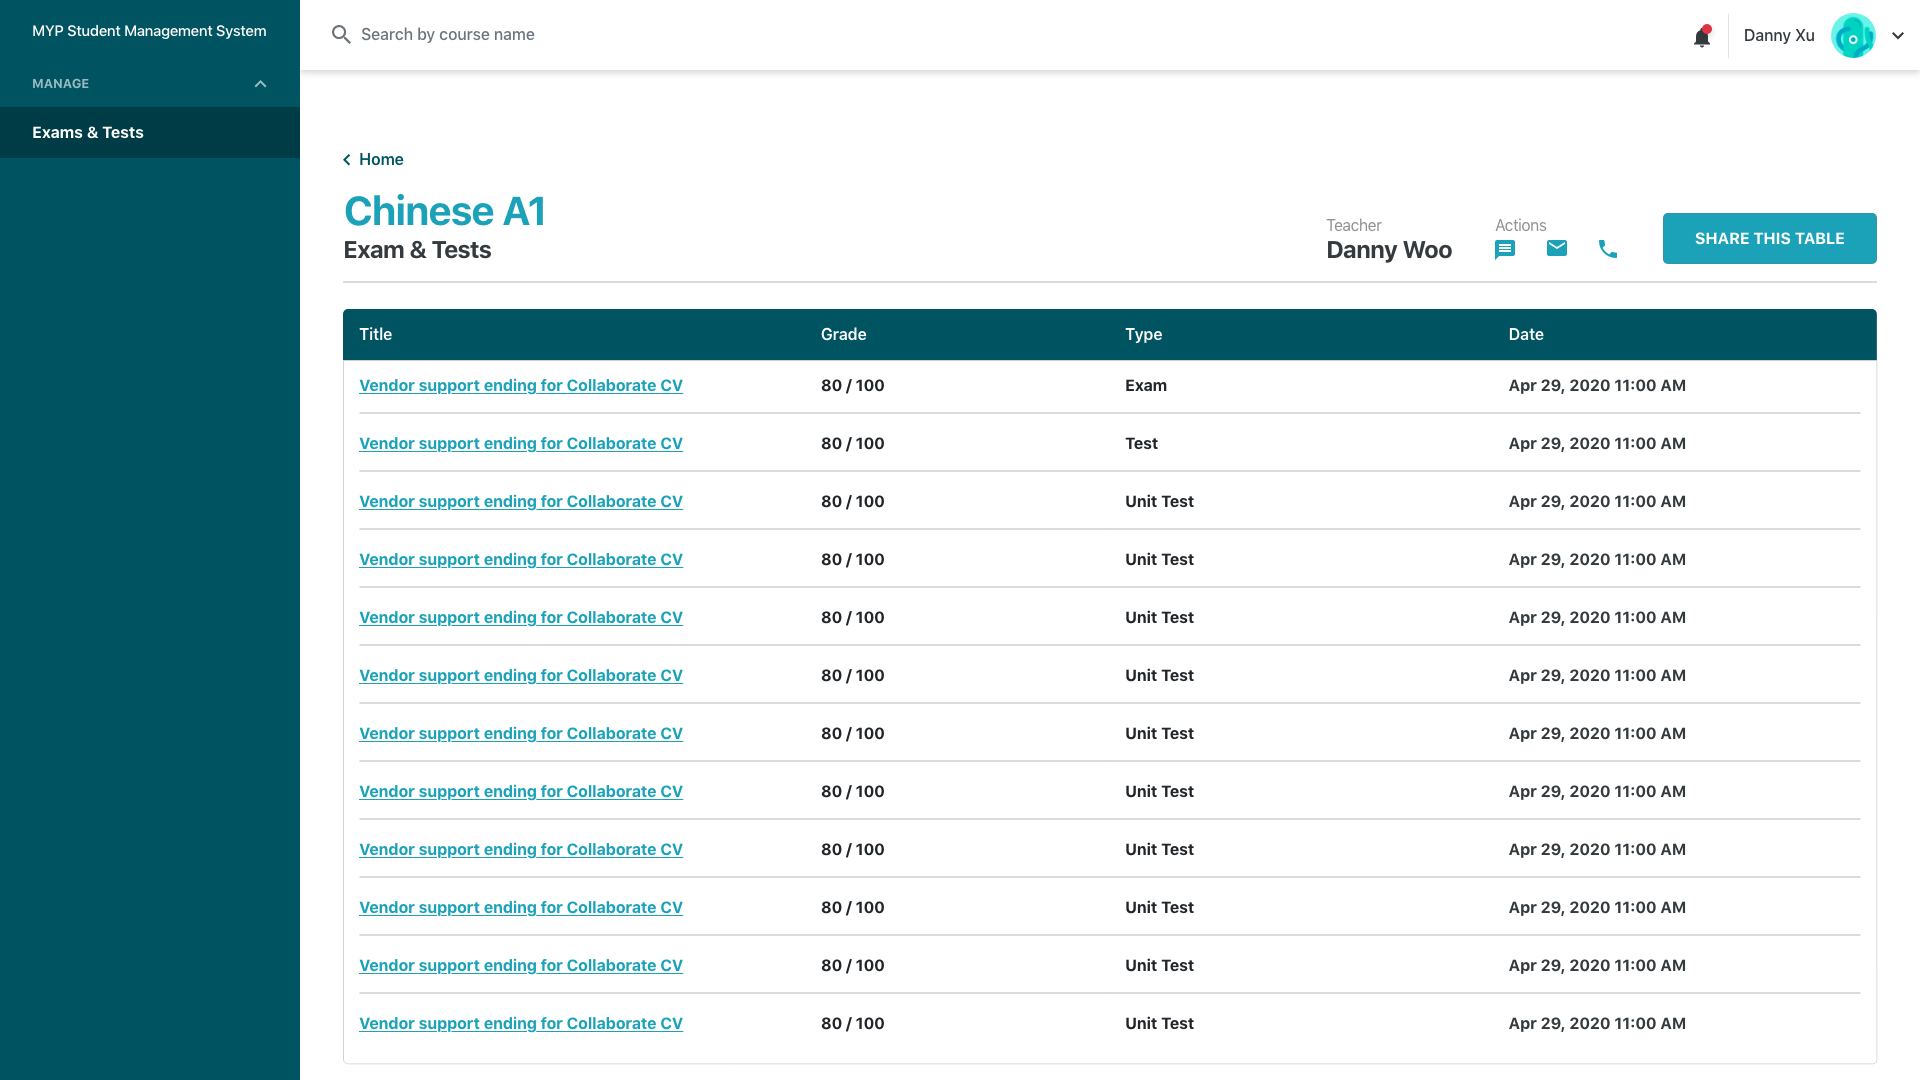 MYP Student Management System
MANAGE
Exams & Tests
Search by course name
Danny Xu
Home
Chinese A1
Exam & Tests
Teacher
Danny Woo
Actions
SHARE THIS TABLE
Title Grade Type Date
Vendor support ending for Collaborate CV 80 / 100 Exam Apr 29, 2020 11:00 AM
Vendor support ending for Collaborate CV 80 / 100 Test Apr 29, 2020 11:00 AM
Vendor support ending for Collaborate CV 80 / 100 Unit Test Apr 29, 2020 11:00 AM
Vendor support ending for Collaborate CV 80 / 100 Unit Test Apr 29, 2020 11:00 AM
Vendor support ending for Collaborate CV 80 / 100 Unit Test Apr 29, 2020 11:00 AM
Vendor support ending for Collaborate CV 80 / 100 Unit Test Apr 29, 2020 11:00 AM
Vendor support ending for Collaborate CV 80 / 100 Unit Test Apr 29, 2020 11:00 AM
Vendor support ending for Collaborate CV 80 / 100 Unit Test Apr 29, 2020 11:00 AM
Vendor support ending for Collaborate CV 80 / 100 Unit Test Apr 29, 2020 11:00 AM
Vendor support ending for Collaborate CV 80 / 100 Unit Test Apr 29, 2020 11:00 AM
Vendor support ending for Collaborate CV 80 / 100 Unit Test Apr 29, 2020 11:00 AM
Vendor support ending for Collaborate CV 80 / 100 Unit Test Apr 29, 2020 11:00 AM